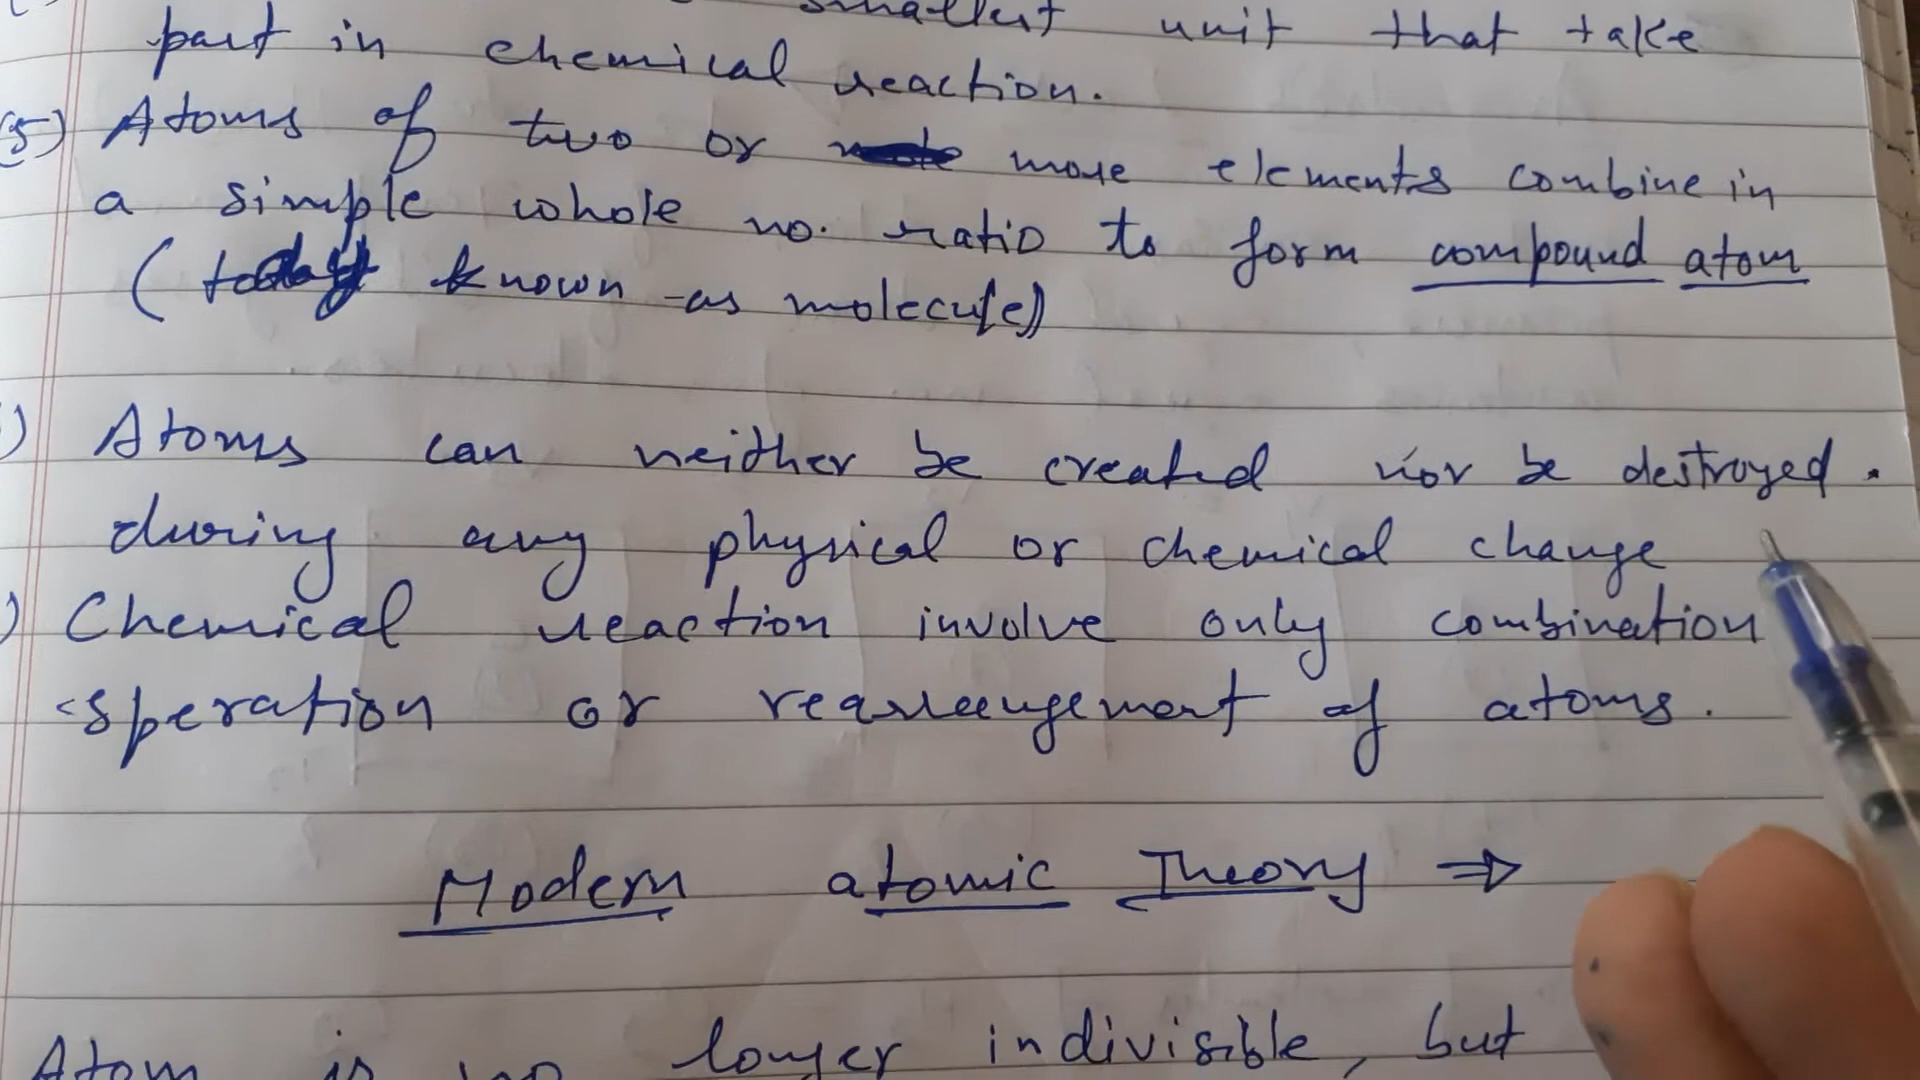 smallest unit that take
part in chemical reaction.
(5) Atoms of two or more elements combine in
a simple whole no. ratio to form compound atom
(today known as molecule)
) Atoms can neither be created nor be destroyed.
during any physical or chemical change
) Chemical reaction involve only combination
speration or rearrangement of atoms.
Modern atomic Theory ⇒
Atom is no longer indivisible, but